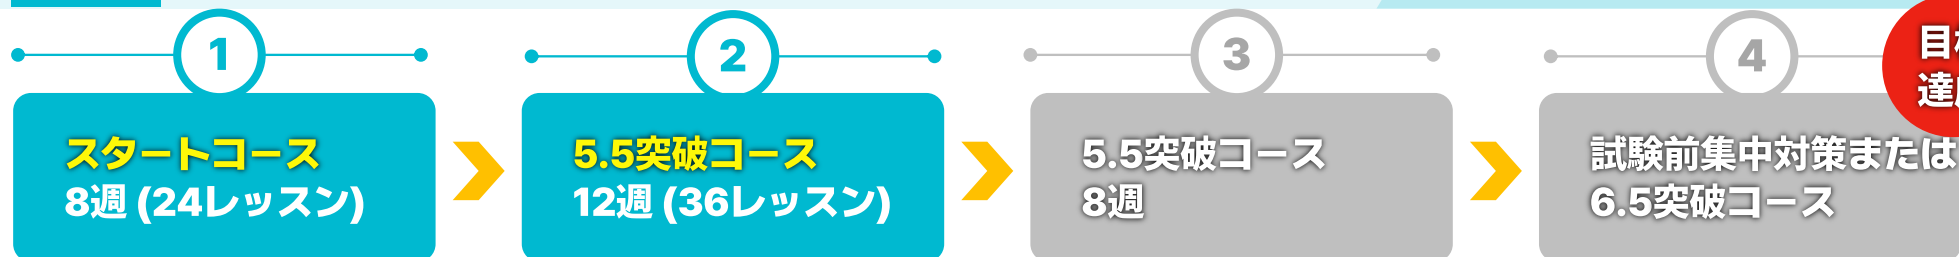 1
スタートコース
8週 (24レッスン)
2
5.5突破コース
12週 (36レッスン)
3
5.5突破コース
8週
4
試験前集中対策または
6.5突破コース
目
達